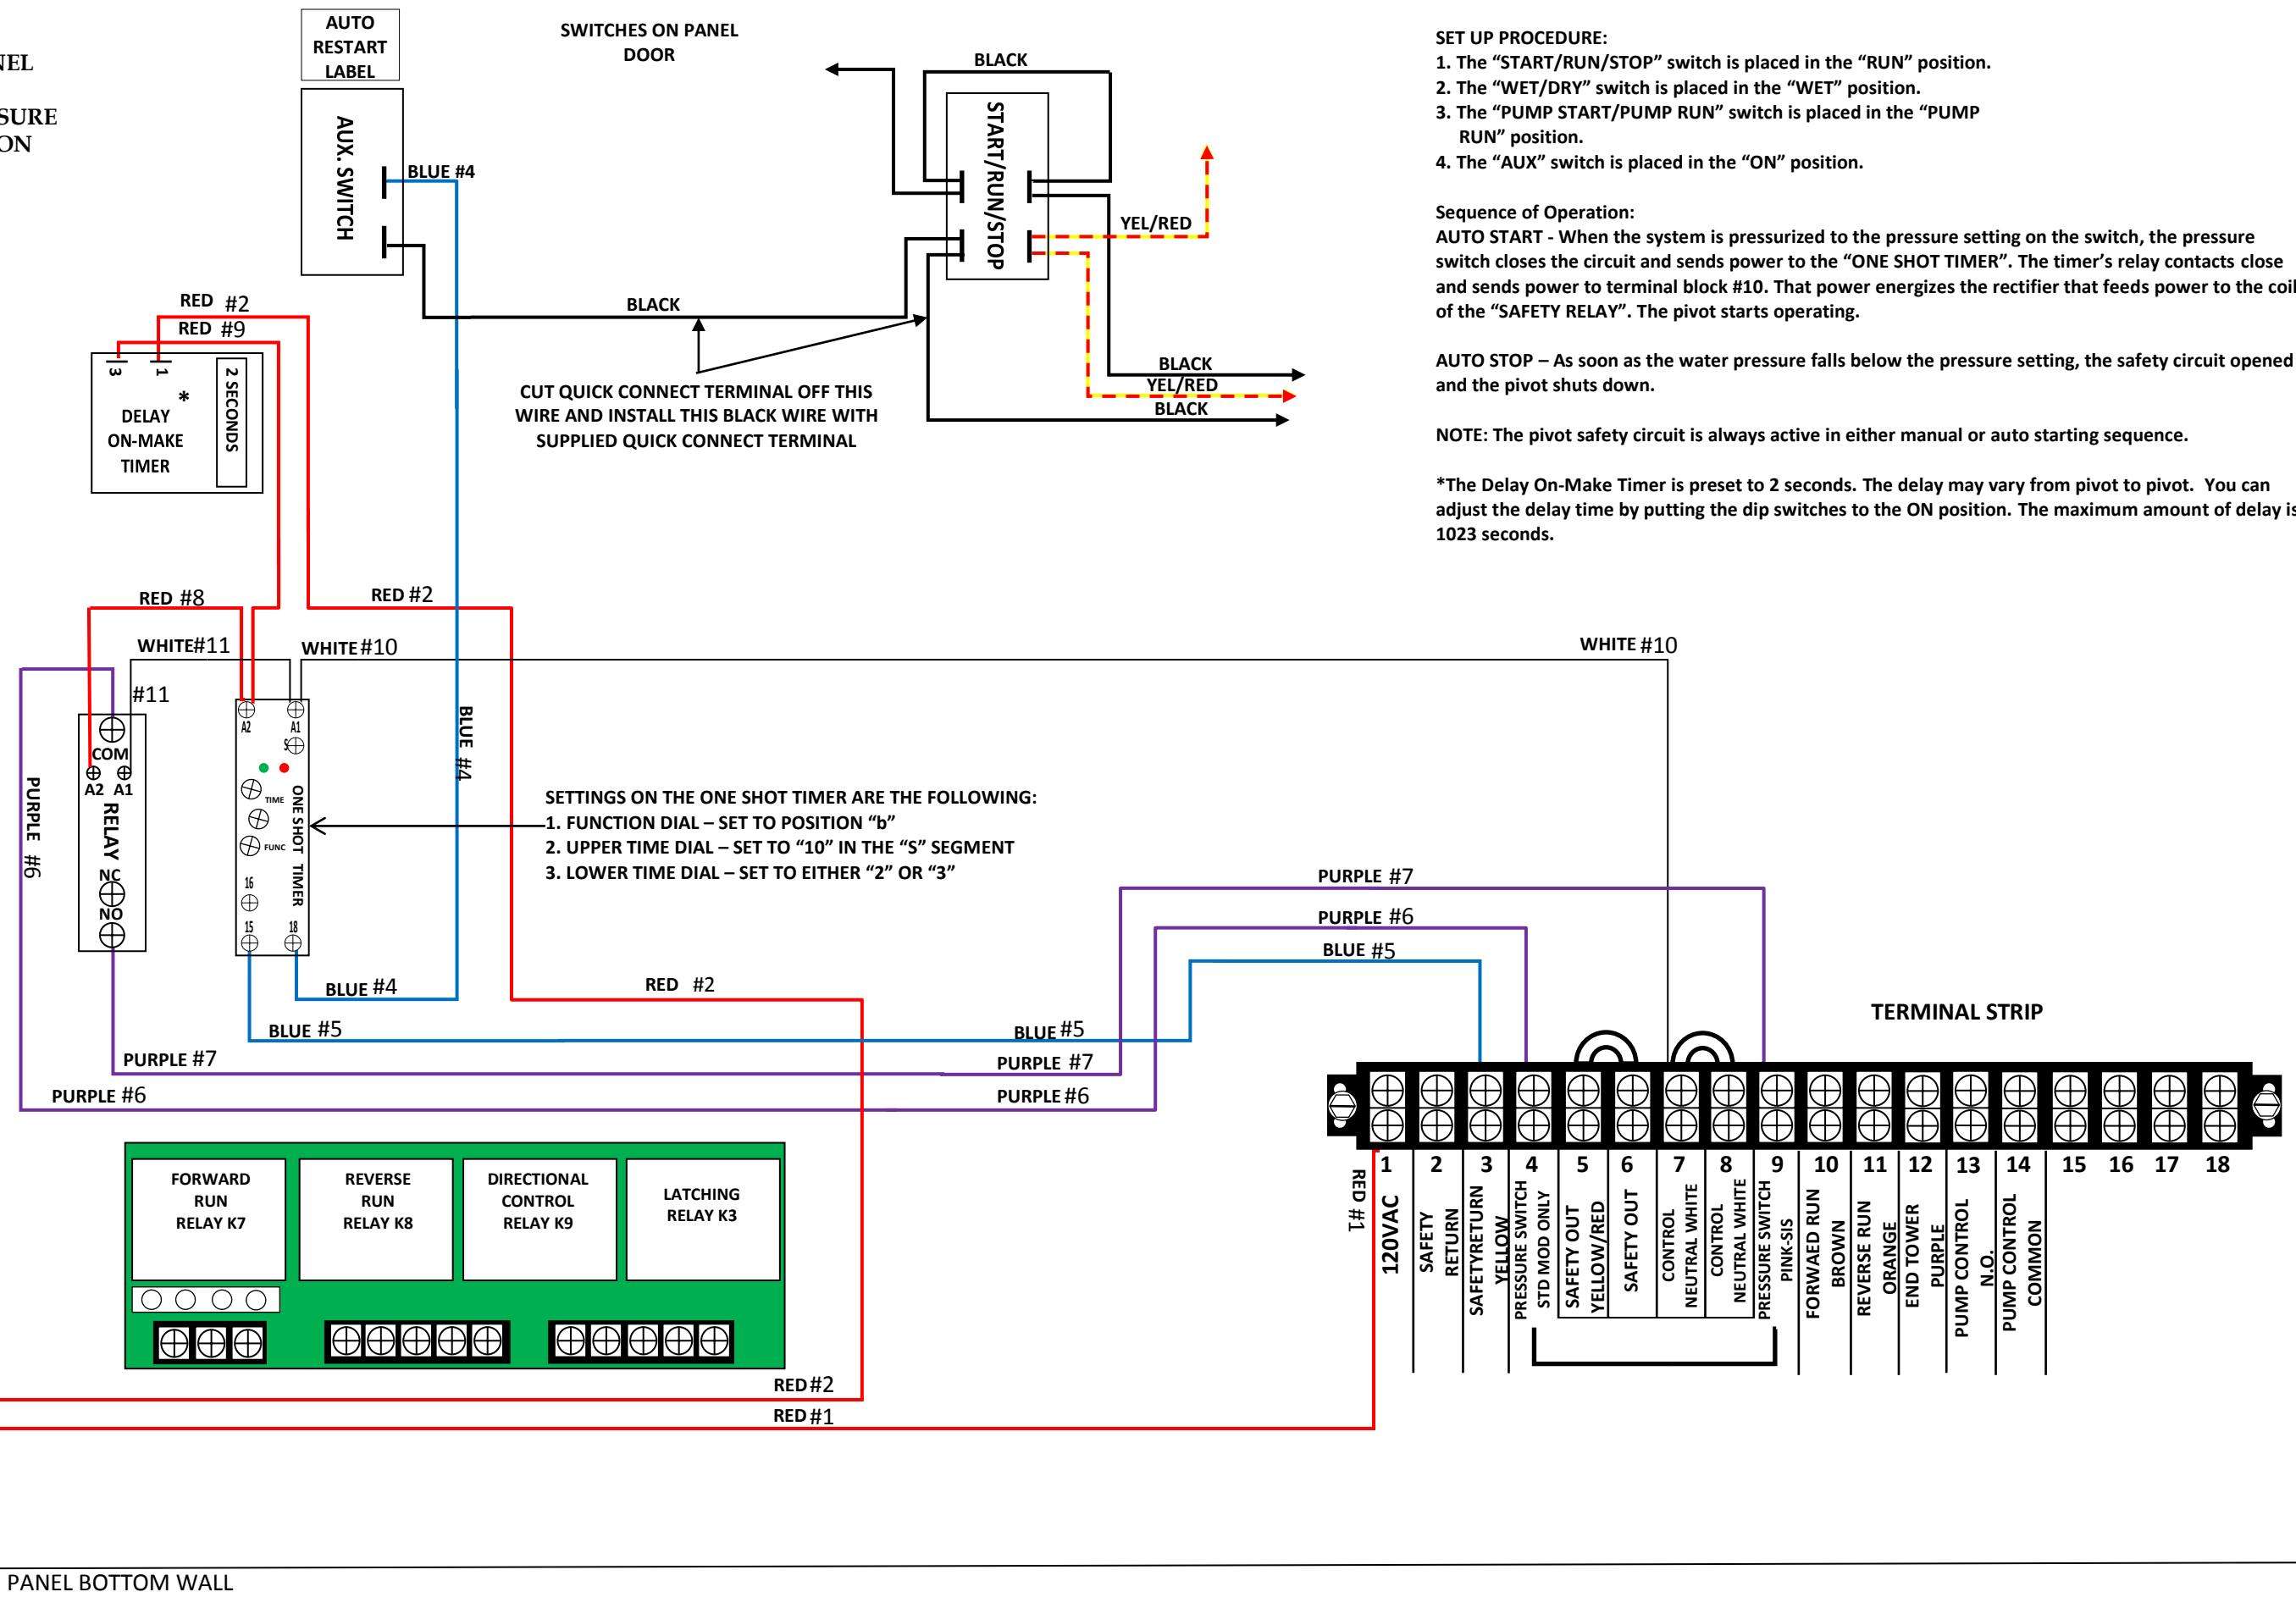 NEL
SSURE
ON
AUTO
RESTART
LABEL
SWITCHES ON PANEL
DOOR
AUX. SWITCH
BLUE #4
BLACK
START/RUN/STOP
YEL/RED
BLACK
BLACK
YEL/RED
BLACK
CUT QUICK CONNECT TERMINAL OFF THIS
WIRE AND INSTALL THIS BLACK WIRE WITH
SUPPLIED QUICK CONNECT TERMINAL
SET UP PROCEDURE:
1. The “START/RUN/STOP” switch is placed in the “RUN” position.
2. The “WET/DRY” switch is placed in the “WET” position.
3. The “PUMP START/PUMP RUN” switch is placed in the “PUMP
RUN” position.
4. The “AUX” switch is placed in the “ON” position.
Sequence of Operation:
AUTO START - When the system is pressurized to the pressure setting on the switch, the pressure
switch closes the circuit and sends power to the “ONE SHOT TIMER”. The timer’s relay contacts close
and sends power to terminal block #10. That power energizes the rectifier that feeds power to the coil
of the “SAFETY RELAY”. The pivot starts operating.
AUTO STOP – As soon as the water pressure falls below the pressure setting, the safety circuit opened
and the pivot shuts down.
NOTE: The pivot safety circuit is always active in either manual or auto starting sequence.
*The Delay On-Make Timer is preset to 2 seconds. The delay may vary from pivot to pivot. You can
adjust the delay time by putting the dip switches to the ON position. The maximum amount of delay is
1023 seconds.
RED #2
RED #9
3
1
*
2 SECONDS
DELAY
ON-MAKE
TIMER
RED #8
RED #2
WHITE#11
WHITE #10
WHITE #10
#11
COM
A2 A1
RELAY
NC
NO
PURPLE #6
A2
A1
S
TIME
FUNC
ONE SHOT TIMER
16
15
18
BLUE #4
SETTINGS ON THE ONE SHOT TIMER ARE THE FOLLOWING:
1. FUNCTION DIAL – SET TO POSITION “b”
2. UPPER TIME DIAL – SET TO “10” IN THE “S” SEGMENT
3. LOWER TIME DIAL – SET TO EITHER “2” OR “3”
PURPLE #7
PURPLE #6
BLUE #5
BLUE #4
RED #2
BLUE #5
BLUE #5
PURPLE #7
PURPLE #7
PURPLE #6
PURPLE #6
TERMINAL STRIP
FORWARD
RUN
RELAY K7
REVERSE
RUN
RELAY K8
DIRECTIONAL
CONTROL
RELAY K9
LATCHING
RELAY K3
RED #1
1 2 3 4 5 6 7 8 9 10 11 12 13 14 15 16 17 18
120VAC
SAFETY
RETURN
SAFETYRETURN
YELLOW
PRESSURE SWITCH
STD MOD ONLY
SAFETY OUT
YELLOW/RED
SAFETY OUT
CONTROL
NEUTRAL WHITE
CONTROL
NEUTRAL WHITE
PRESSURE SWITCH
PINK-SIS
FORWAED RUN
BROWN
REVERSE RUN
ORANGE
END TOWER
PURPLE
PUMP CONTROL
N.O.
PUMP CONTROL
COMMON
RED #2
RED #1
PANEL BOTTOM WALL